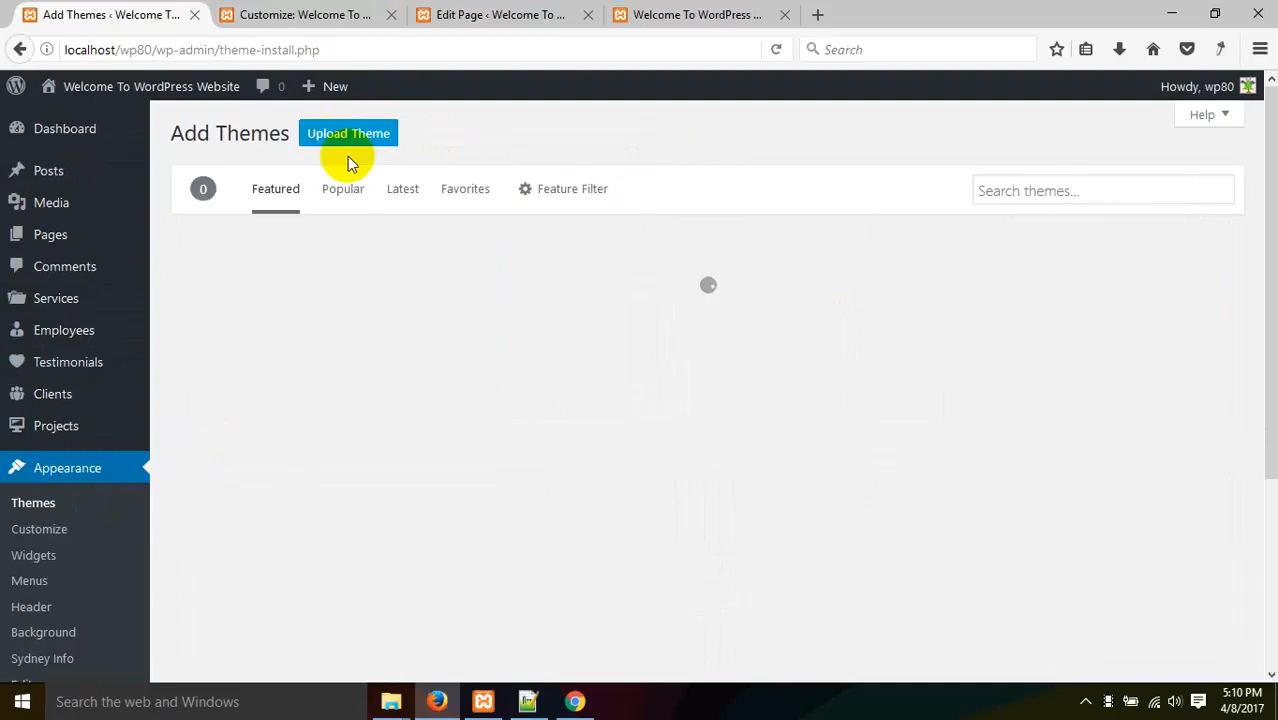 Add Themes ‹ Welcome T...
Customize: Welcome To ...
Edit Page ‹ Welcome To ...
Welcome To WordPress ...
localhost/wp80/wp-admin/theme-install.php
Search
Welcome To WordPress Website
0
New
Howdy, wp80
Dashboard
Posts
Media
Pages
Comments
Services
Employees
Testimonials
Clients
Projects
Appearance
Themes
Customize
Widgets
Menus
Header
Background
Sydney Info
Add Themes
Upload Theme
Help
0
Featured
Popular
Latest
Favorites
Feature Filter
Search themes...
Search the web and Windows
5:10 PM
4/8/2017